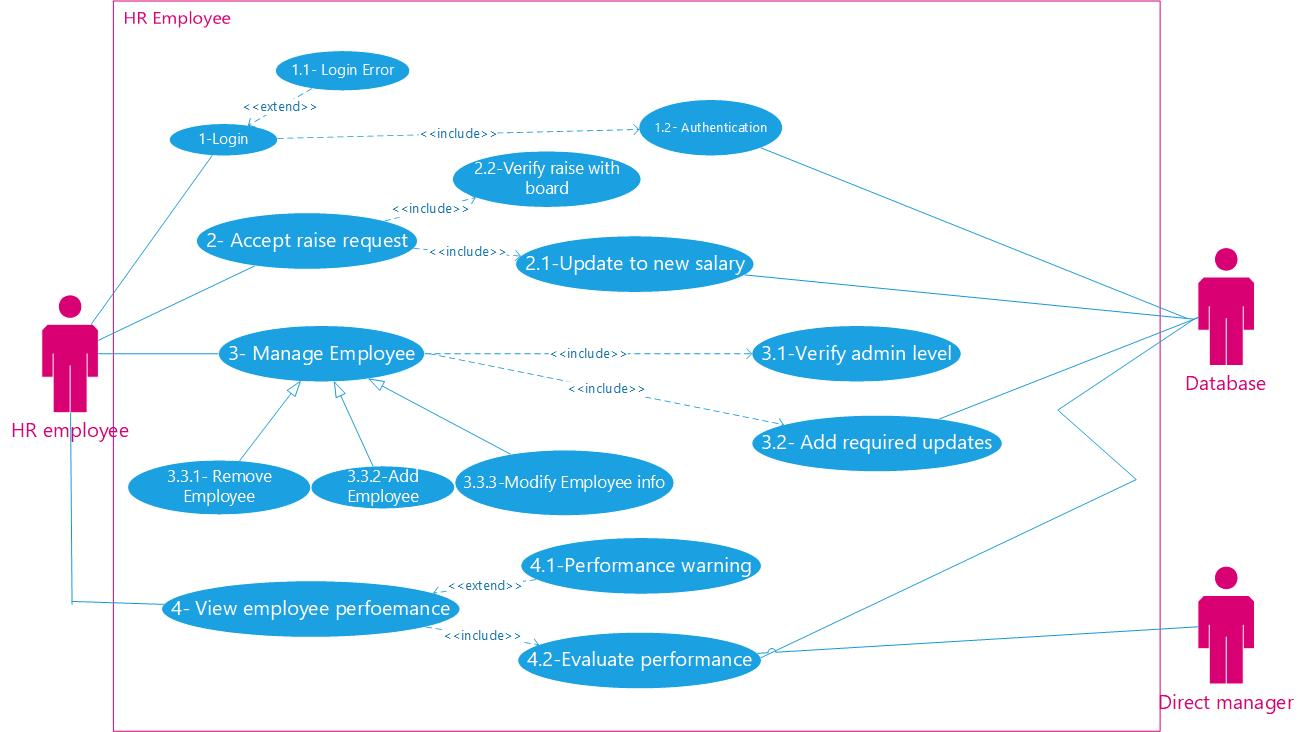 HR Employee
1.1- Login Error
<<extend>>
1-Login
<<include>>
1.2- Authentication
2.2-Verify raise with
board
<<include>>
2- Accept raise request
<<include>>
2.1-Update to new salary
3- Manage Employee
<<include>>
3.1-Verify admin level
<<include>>
Database
HR employee
3.2- Add required updates
3.3.1- Remove
Employee
3.3.2-Add
Employee
3.3.3-Modify Employee info
4.1-Performance warning
<<extend>>
4- View employee perfoemance
<<include>>
4.2-Evaluate performance
Direct manager